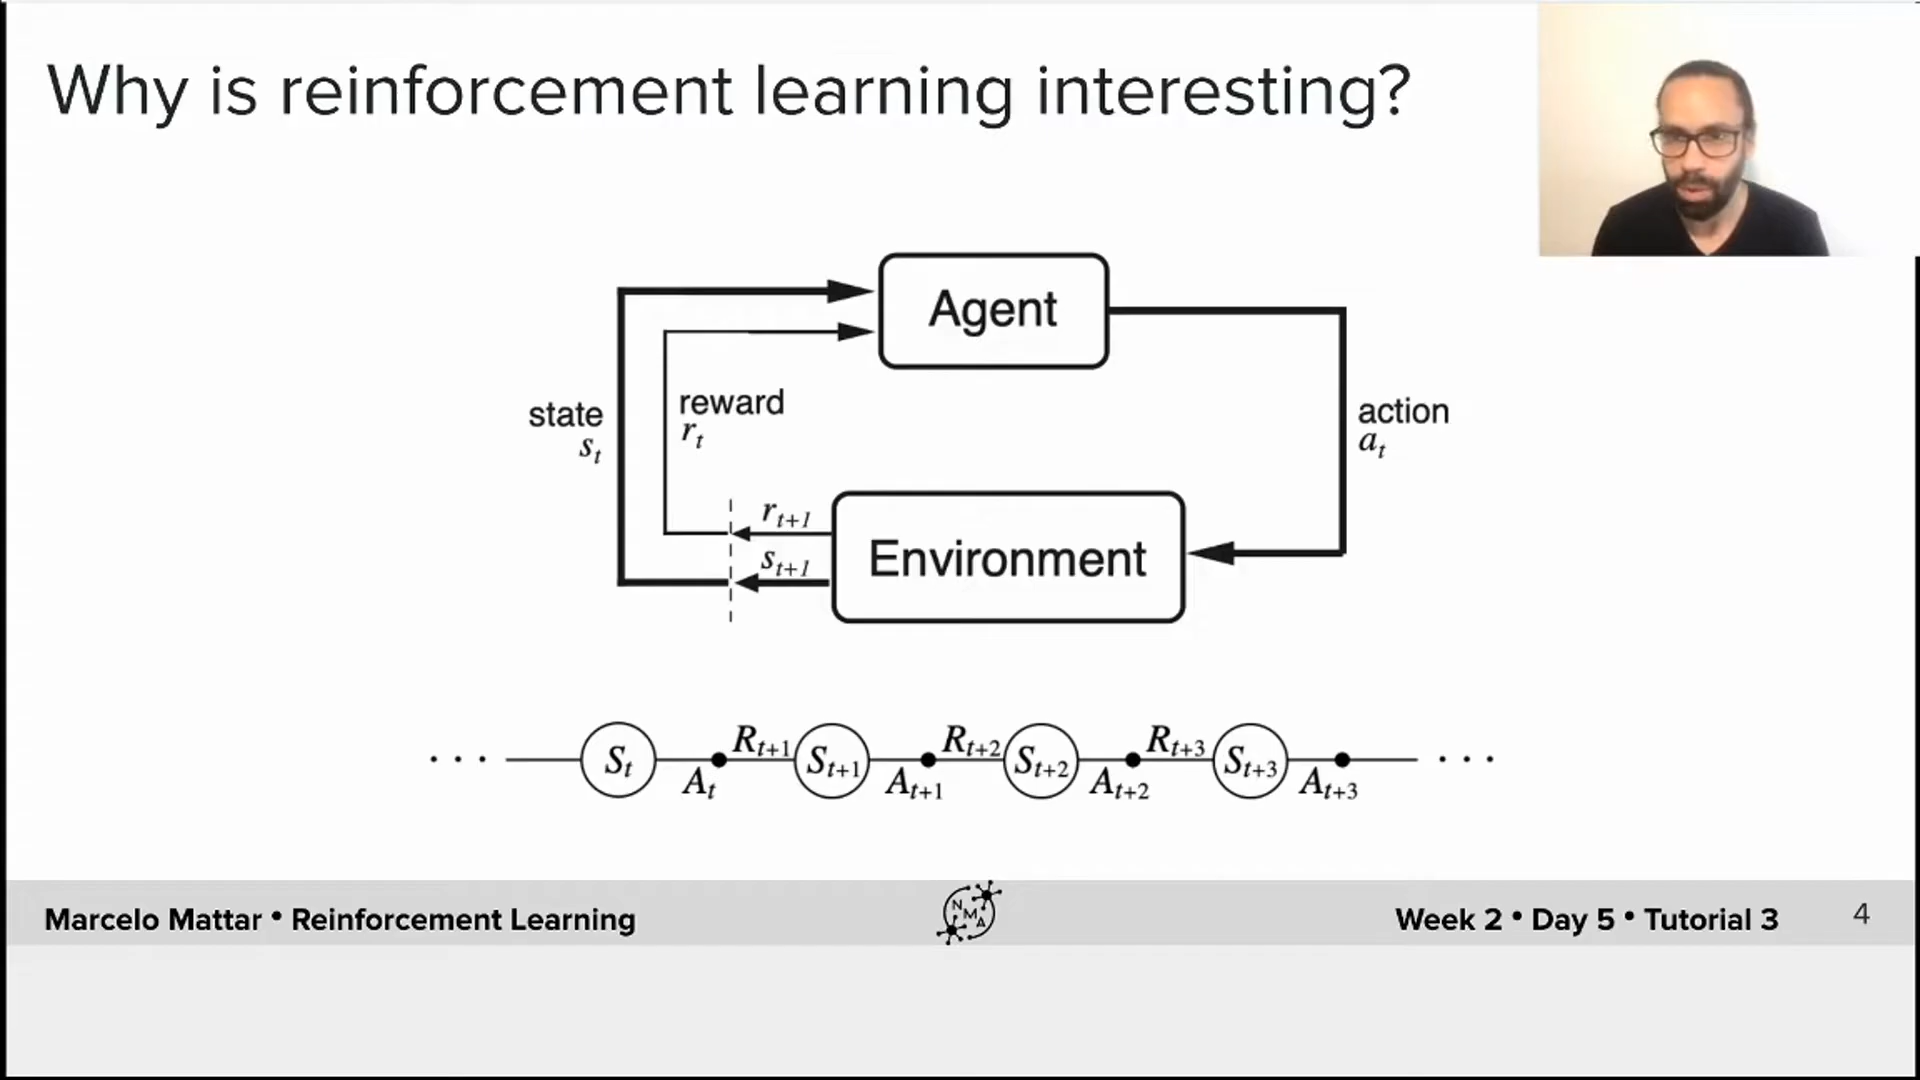 Why is reinforcement learning interesting?
Agent
state
s_t
reward
r_t
action
a_t
r_{t+1}
s_{t+1}
Environment
... S_t A_t R_{t+1} S_{t+1} A_{t+1} R_{t+2} S_{t+2} A_{t+2} R_{t+3} S_{t+3} A_{t+3} ...
Marcelo Mattar • Reinforcement Learning
NMA
Week 2 • Day 5 • Tutorial 3
4